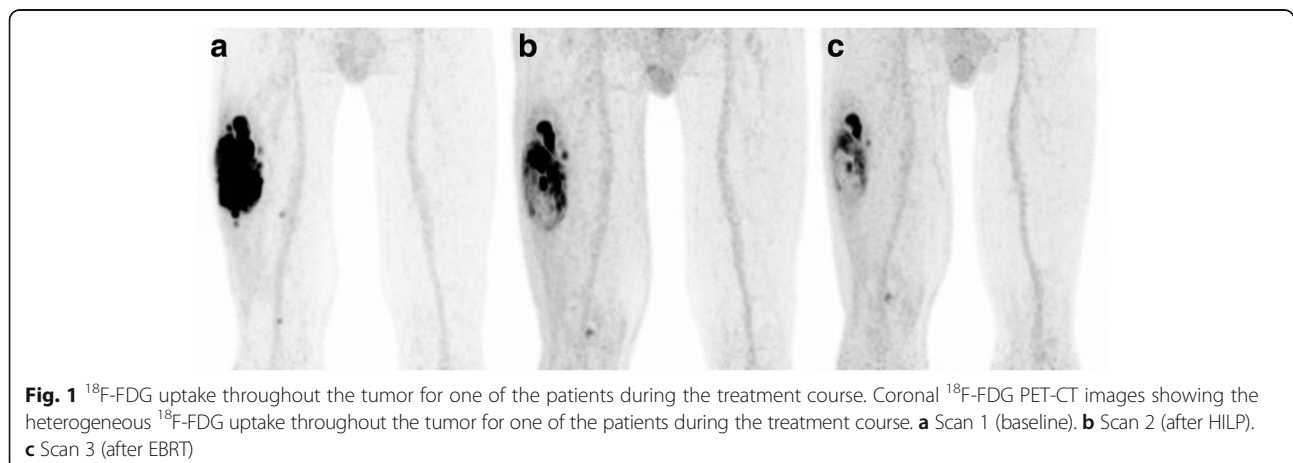 a b c
Fig. 1 ¹⁸F-FDG uptake throughout the tumor for one of the patients during the treatment course. Coronal ¹⁸F-FDG PET-CT images showing the
heterogeneous ¹⁸F-FDG uptake throughout the tumor for one of the patients during the treatment course. a Scan 1 (baseline). b Scan 2 (after HILP).
c Scan 3 (after EBRT)